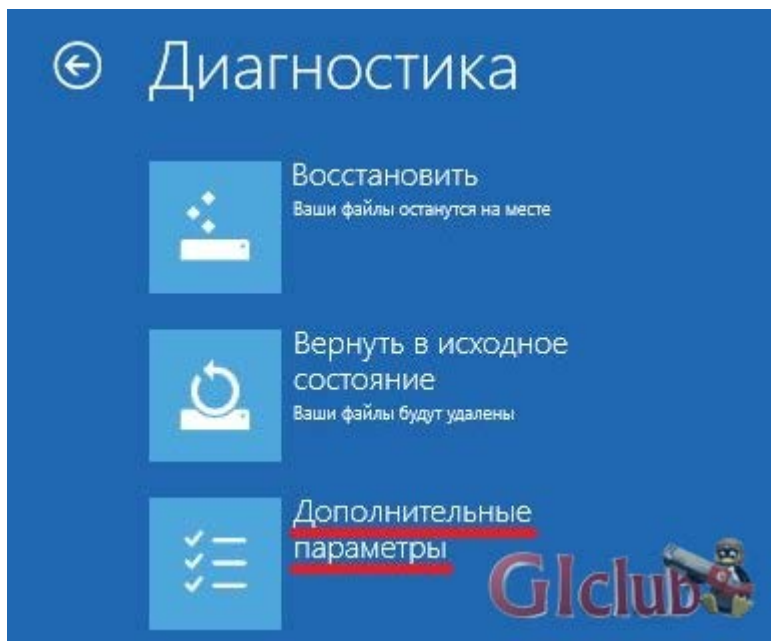 Диагностика
Восстановить
Ваши файлы останутся на месте
Вернуть в исходное
состояние
Ваши файлы будут удалены
Дополнительные
параметры
GIclub